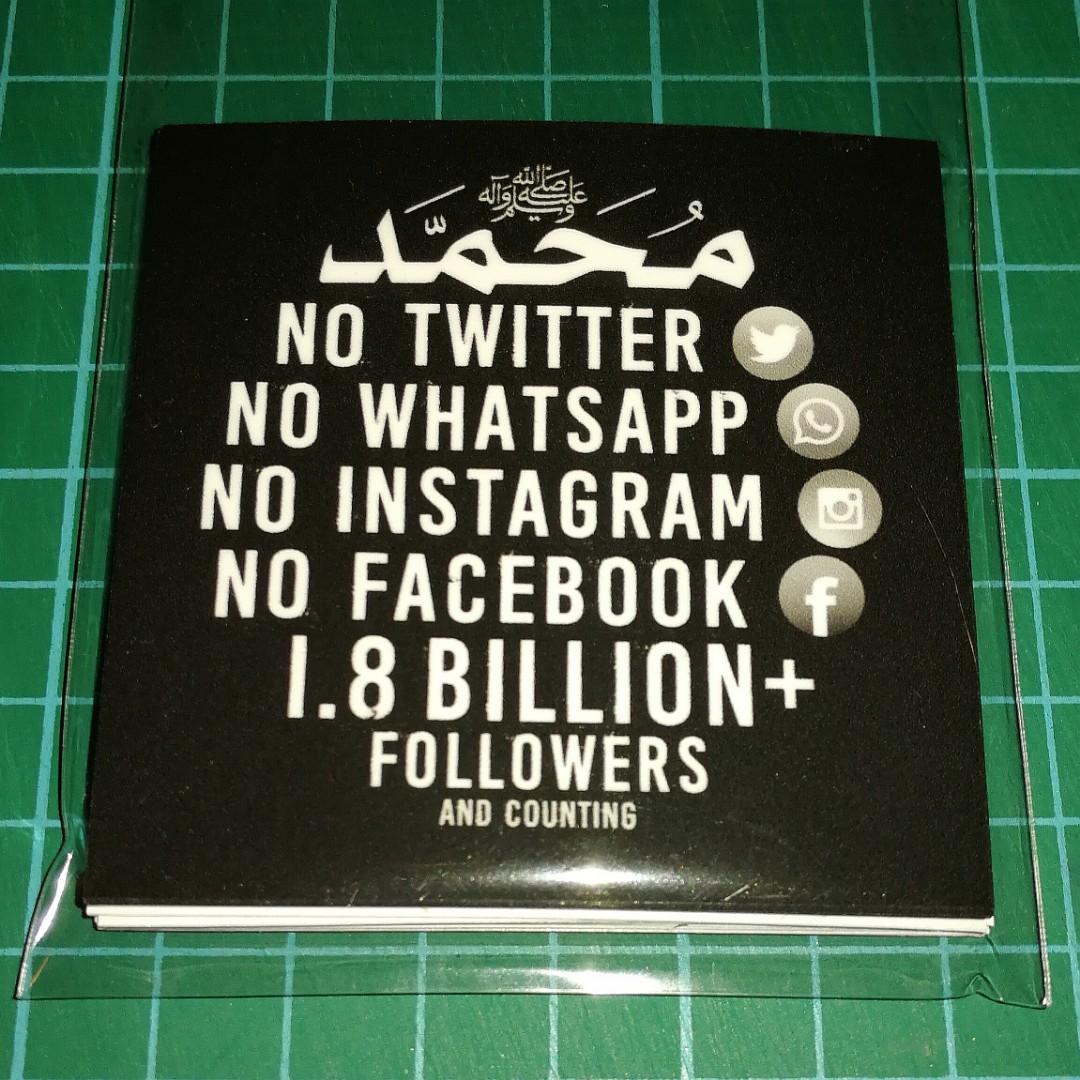 صلى الله عليه وآله وسلم
مُحَمَّد
NO TWITTER
NO WHATSAPP
NO INSTAGRAM
NO FACEBOOK
1.8 BILLION+
FOLLOWERS
AND COUNTING